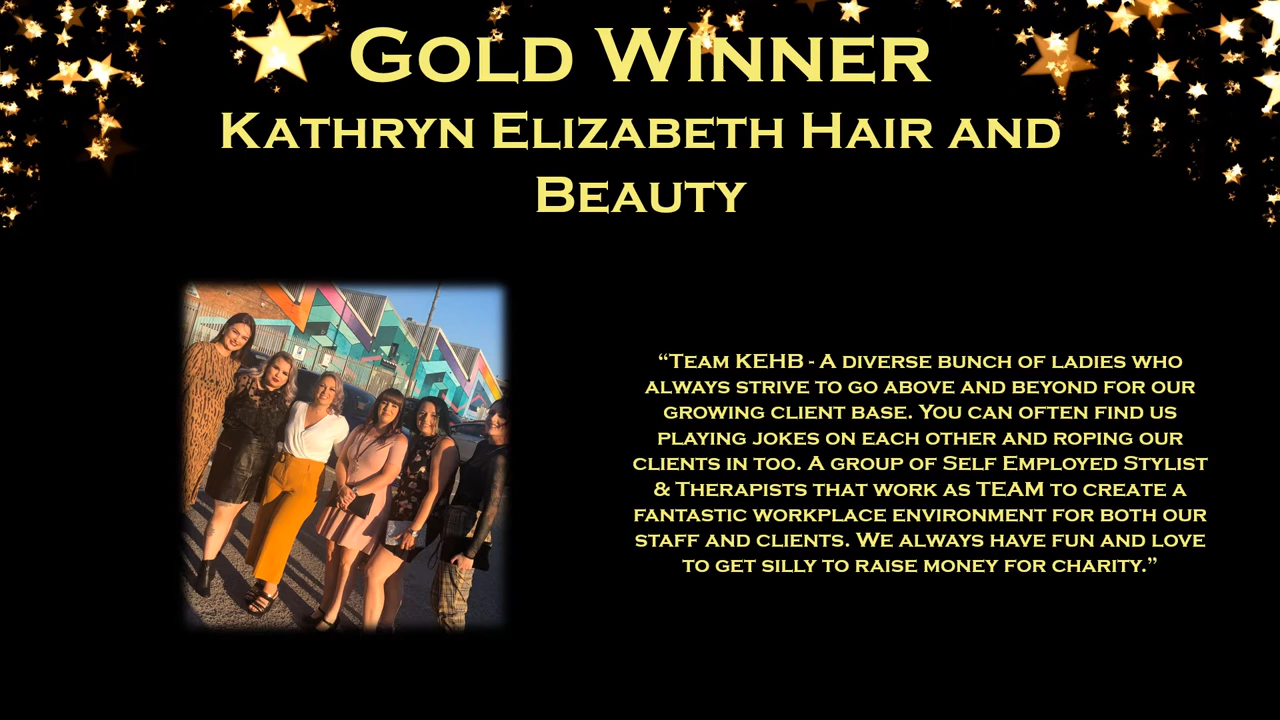 Gold Winner
Kathryn Elizabeth Hair and
Beauty
“Team KEHB - A diverse bunch of ladies who
always strive to go above and beyond for our
growing client base. You can often find us
playing jokes on each other and roping our
clients in too. A group of Self Employed Stylist
& Therapists that work as TEAM to create a
fantastic workplace environment for both our
staff and clients. We always have fun and love
to get silly to raise money for charity.”